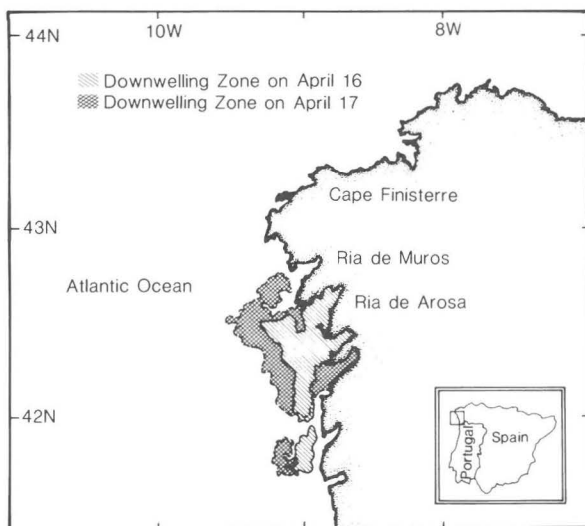 44N
10W
8W
Downwelling Zone on April 16
Downwelling Zone on April 17
Cape Finisterre
43N
Ria de Muros
Atlantic Ocean
Ria de Arosa
42N
Portugal
Spain